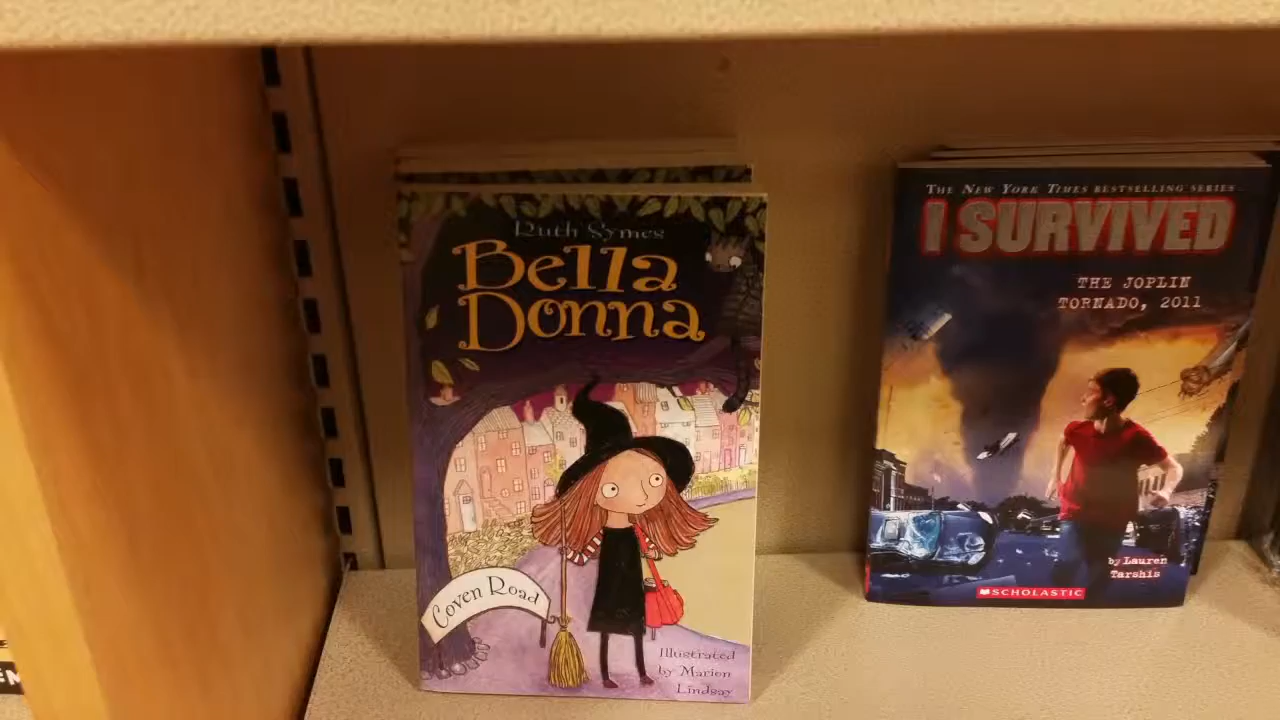 Ruth Symes
Bella
Donna
Coven Road
Illustrated
by Marion
Lindsay
THE NEW YORK TIMES BESTSELLING SERIES
I SURVIVED
THE JOPLIN
TORNADO, 2011
by Lauren
Tarshis
SCHOLASTIC